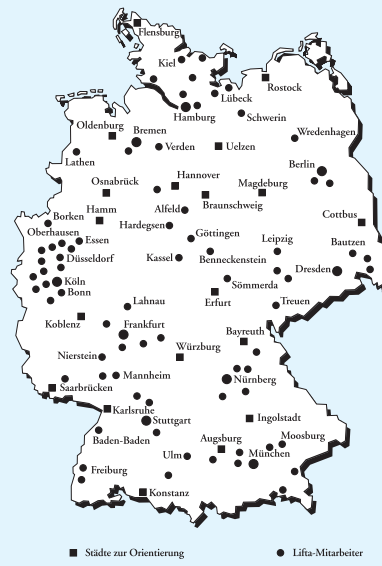 Flensburg
Kiel
Rostock
Lübeck
Hamburg
Schwerin
Oldenburg
Bremen
Wredenhagen
Verden
Uelzen
Lathen
Berlin
Hannover
Osnabrück
Magdeburg
Braunschweig
Borken
Hamm
Alfeld
Cottbus
Hardegsen
Oberhausen
Essen
Göttingen
Leipzig
Bautzen
Düsseldorf
Kassel
Benneckenstein
Dresden
Köln
Sömmerda
Bonn
Erfurt
Lahnau
Treuen
Koblenz
Frankfurt
Bayreuth
Würzburg
Nierstein
Mannheim
Nürnberg
Saarbrücken
Karlsruhe
Stuttgart
Ingolstadt
Baden-Baden
Augsburg
Moosburg
Ulm
München
Freiburg
Konstanz
Städte zur Orientierung
Lifta-Mitarbeiter